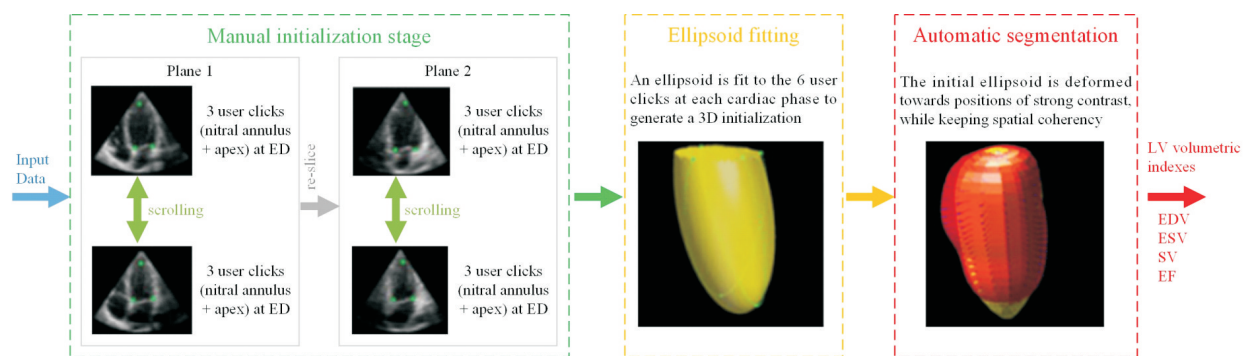 Manual initialization stage
Ellipsoid fitting
Automatic segmentation
Input
Data
Plane 1
3 user clicks
(nitral annulus
+ apex) at ED
scrolling
3 user clicks
(nitral annulus
+ apex) at ED
re-slice
Plane 2
3 user clicks
(nitral annulus
+ apex) at ED
scrolling
3 user clicks
(nitral annulus
+ apex) at ED
An ellipsoid is fit to the 6 user
clicks at each cardiac phase to
generate a 3D initialization
The initial ellipsoid is deformed
towards positions of strong contrast,
while keeping spatial coherency
LV volumetric
indexes
EDV
ESV
SV
EF